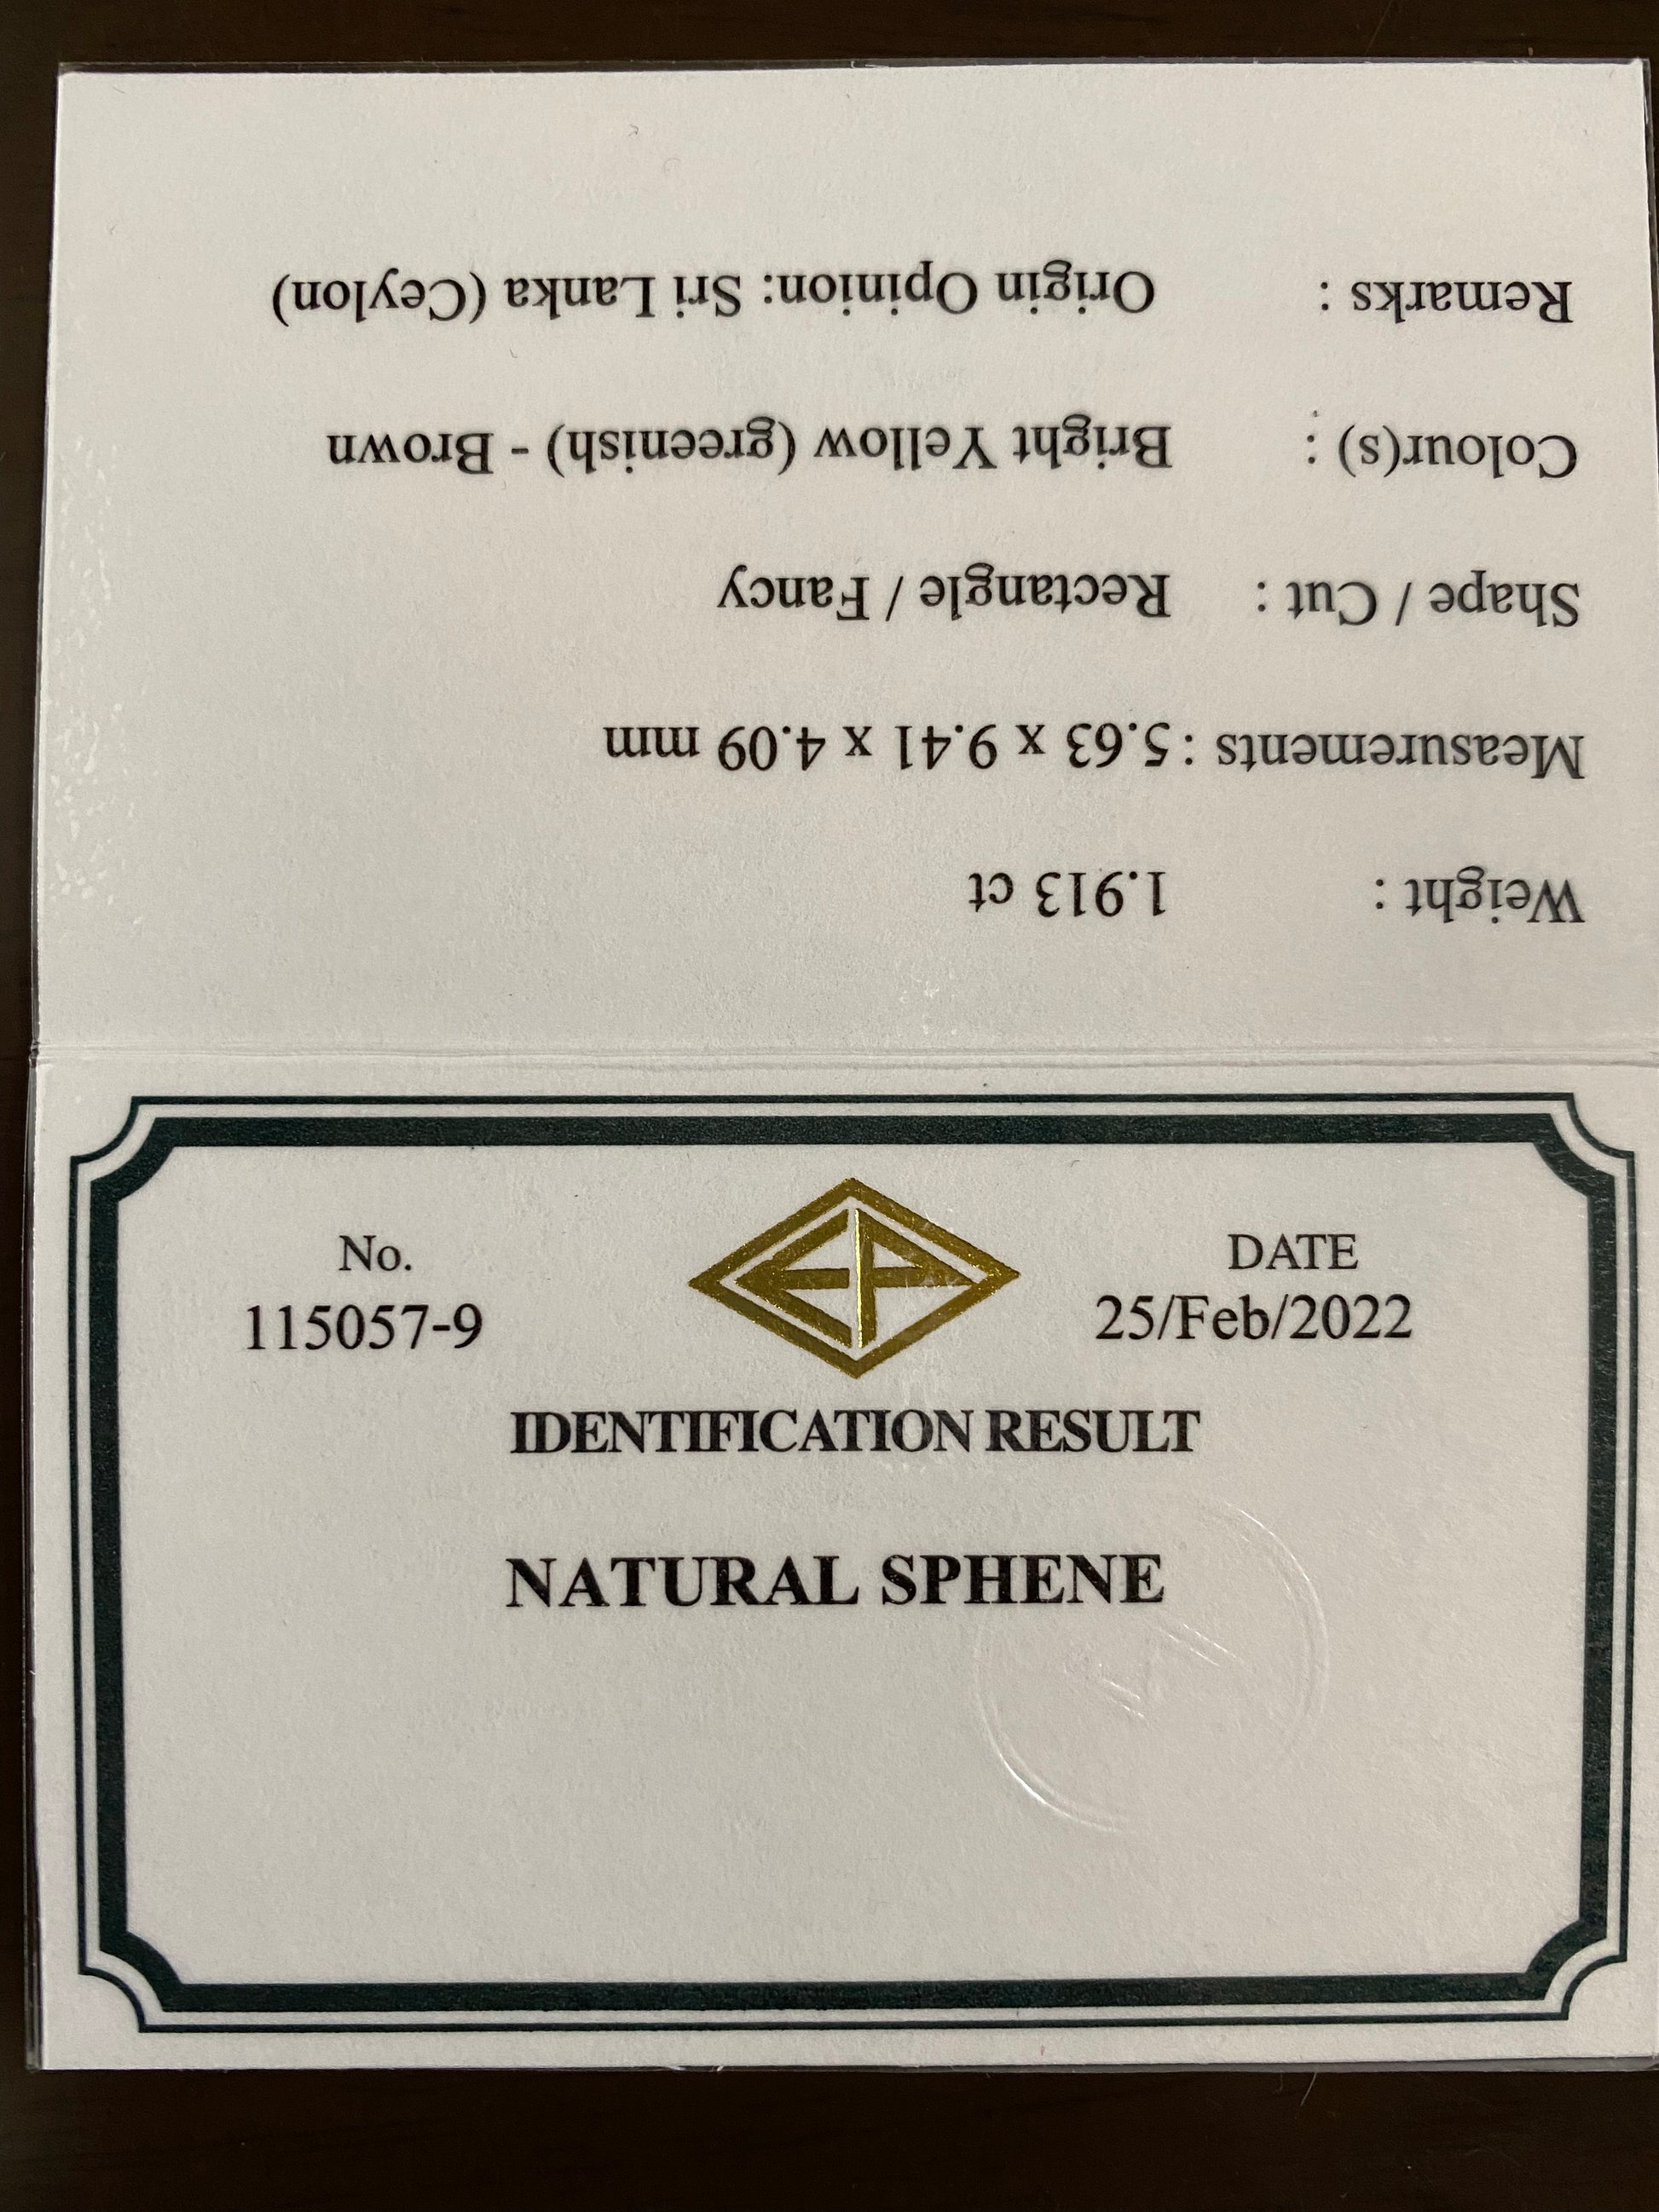 Weight : 1.913 ct
Measurements : 5.63 x 9.41 x 4.09 mm
Shape / Cut : Rectangle / Fancy
Colour(s) : Bright Yellow (greenish) - Brown
Remarks : Origin Opinion: Sri Lanka (Ceylon)
No.
115057-9
EP
DATE
25/Feb/2022
IDENTIFICATION RESULT
NATURAL SPHENE